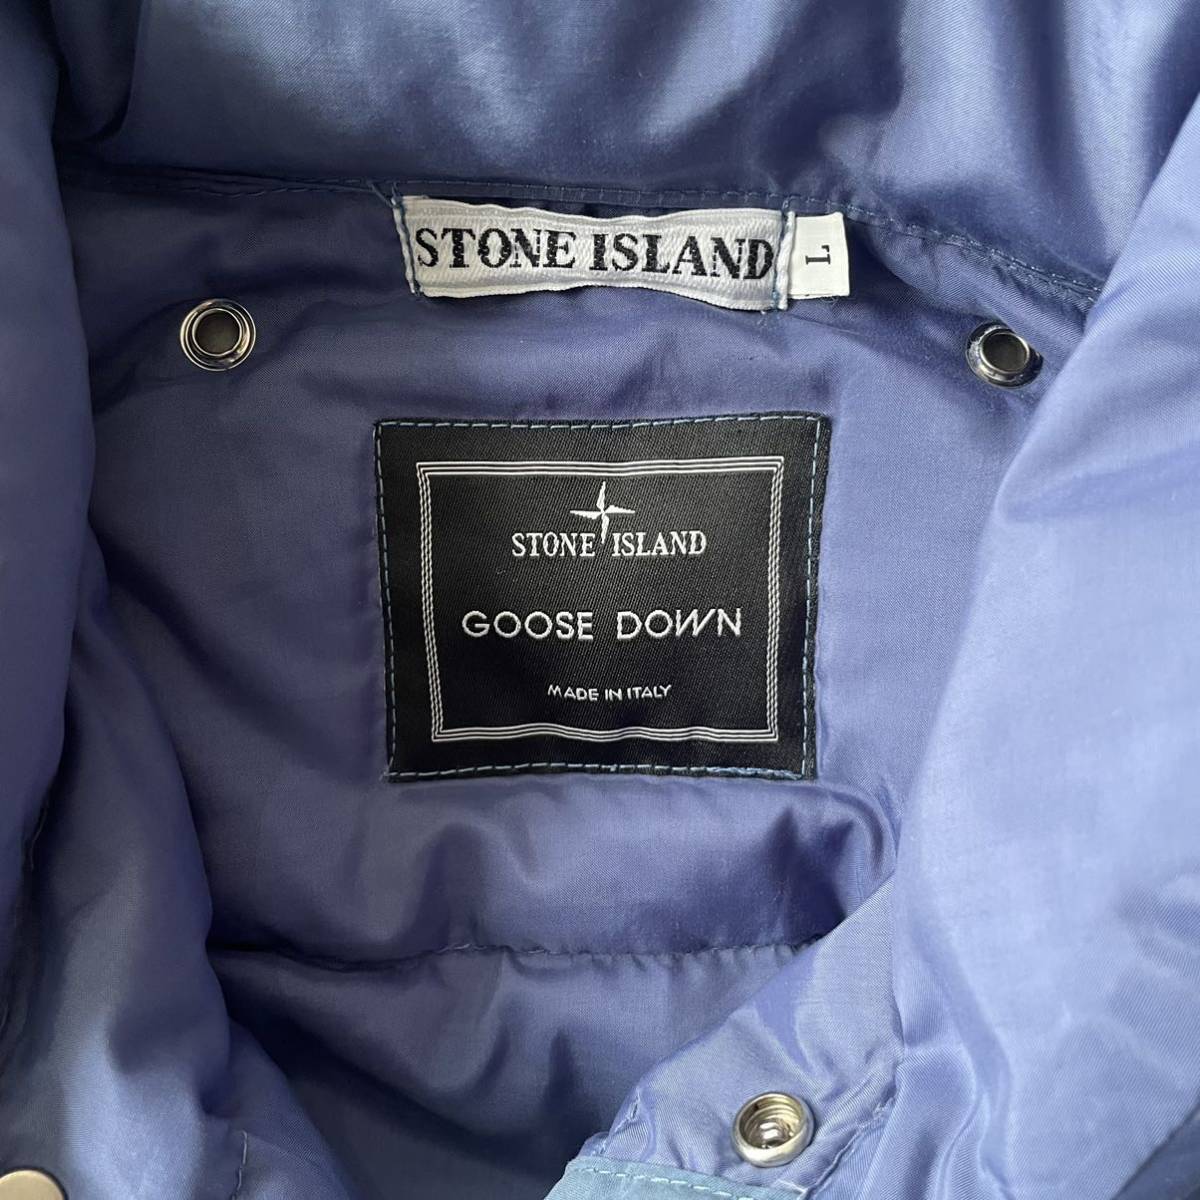 STONE ISLAND
L
STONE ISLAND
GOOSE DOWN
MADE IN ITALY